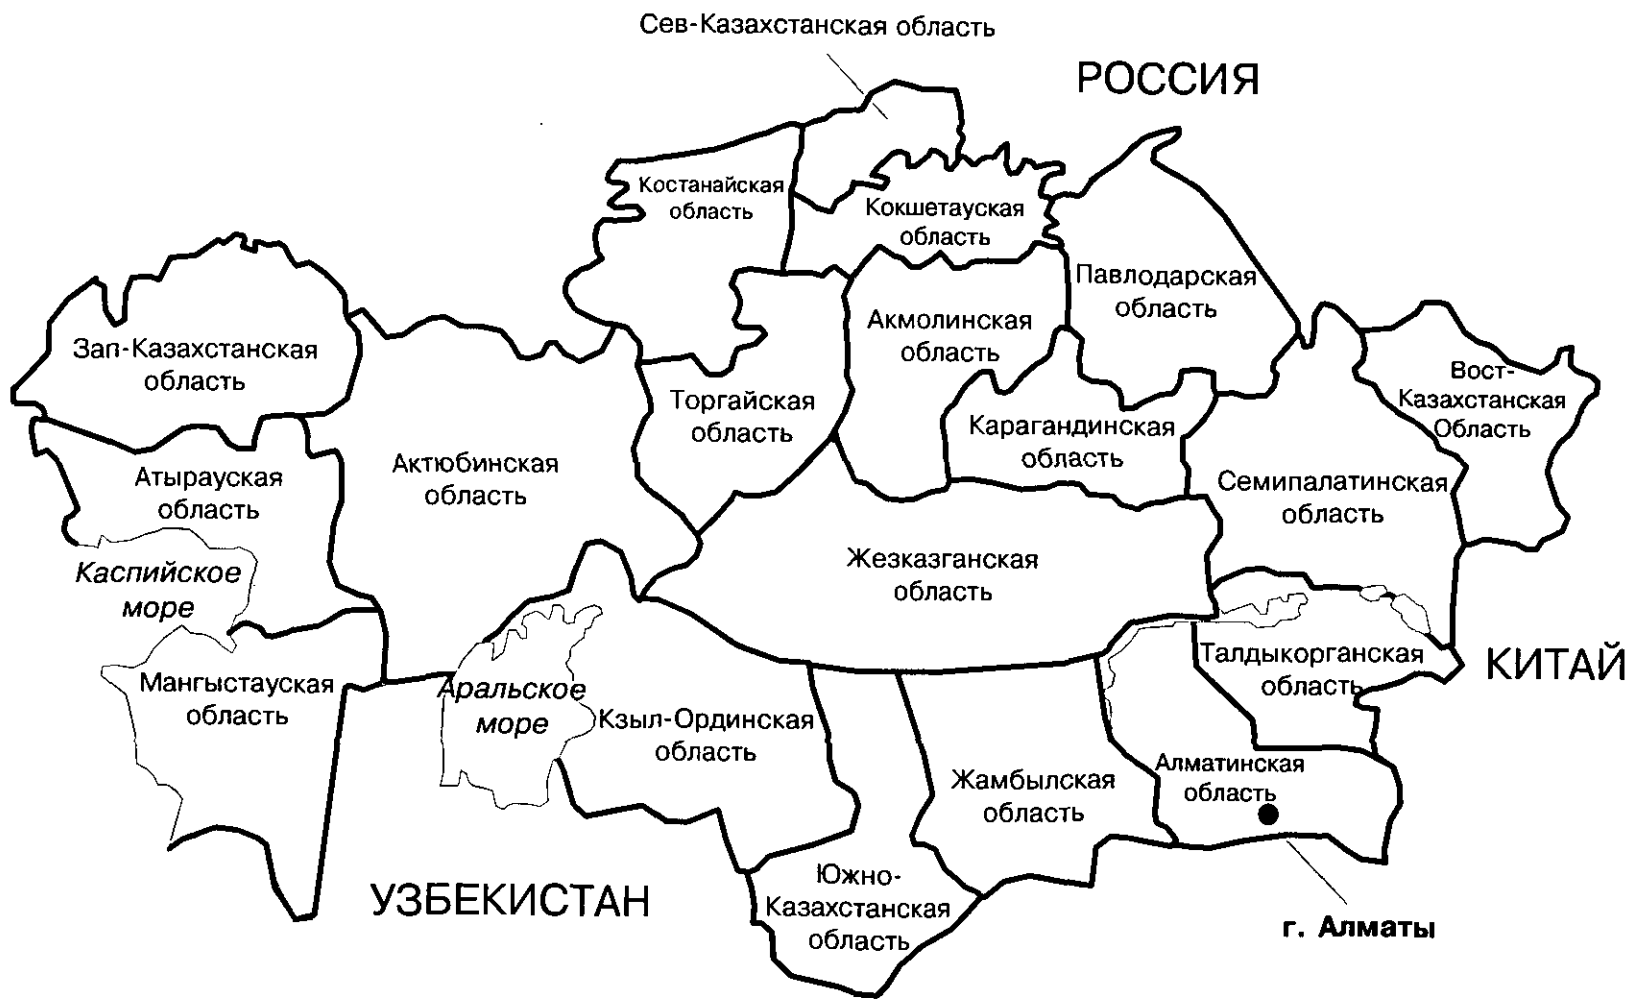 Сев-Казахстанская область
РОССИЯ
Костанайская
область
Кокшетауская
область
Павлодарская
область
Акмолинская
область
Зап-Казахстанская
область
Вост-
Казахстанская
Область
Торгайская
область
Карагандинская
область
Актюбинская
область
Атырауская
область
Семипалатинская
область
Жезказганская
область
Каспийское
море
Талдыкорганская
область
КИТАЙ
Мангыстауская
область
Аральское
море
Кзыл-Ординская
область
Жамбылская
область
Алматинская
область
УЗБЕКИСТАН
Южно-
Казахстанская
область
г. Алматы